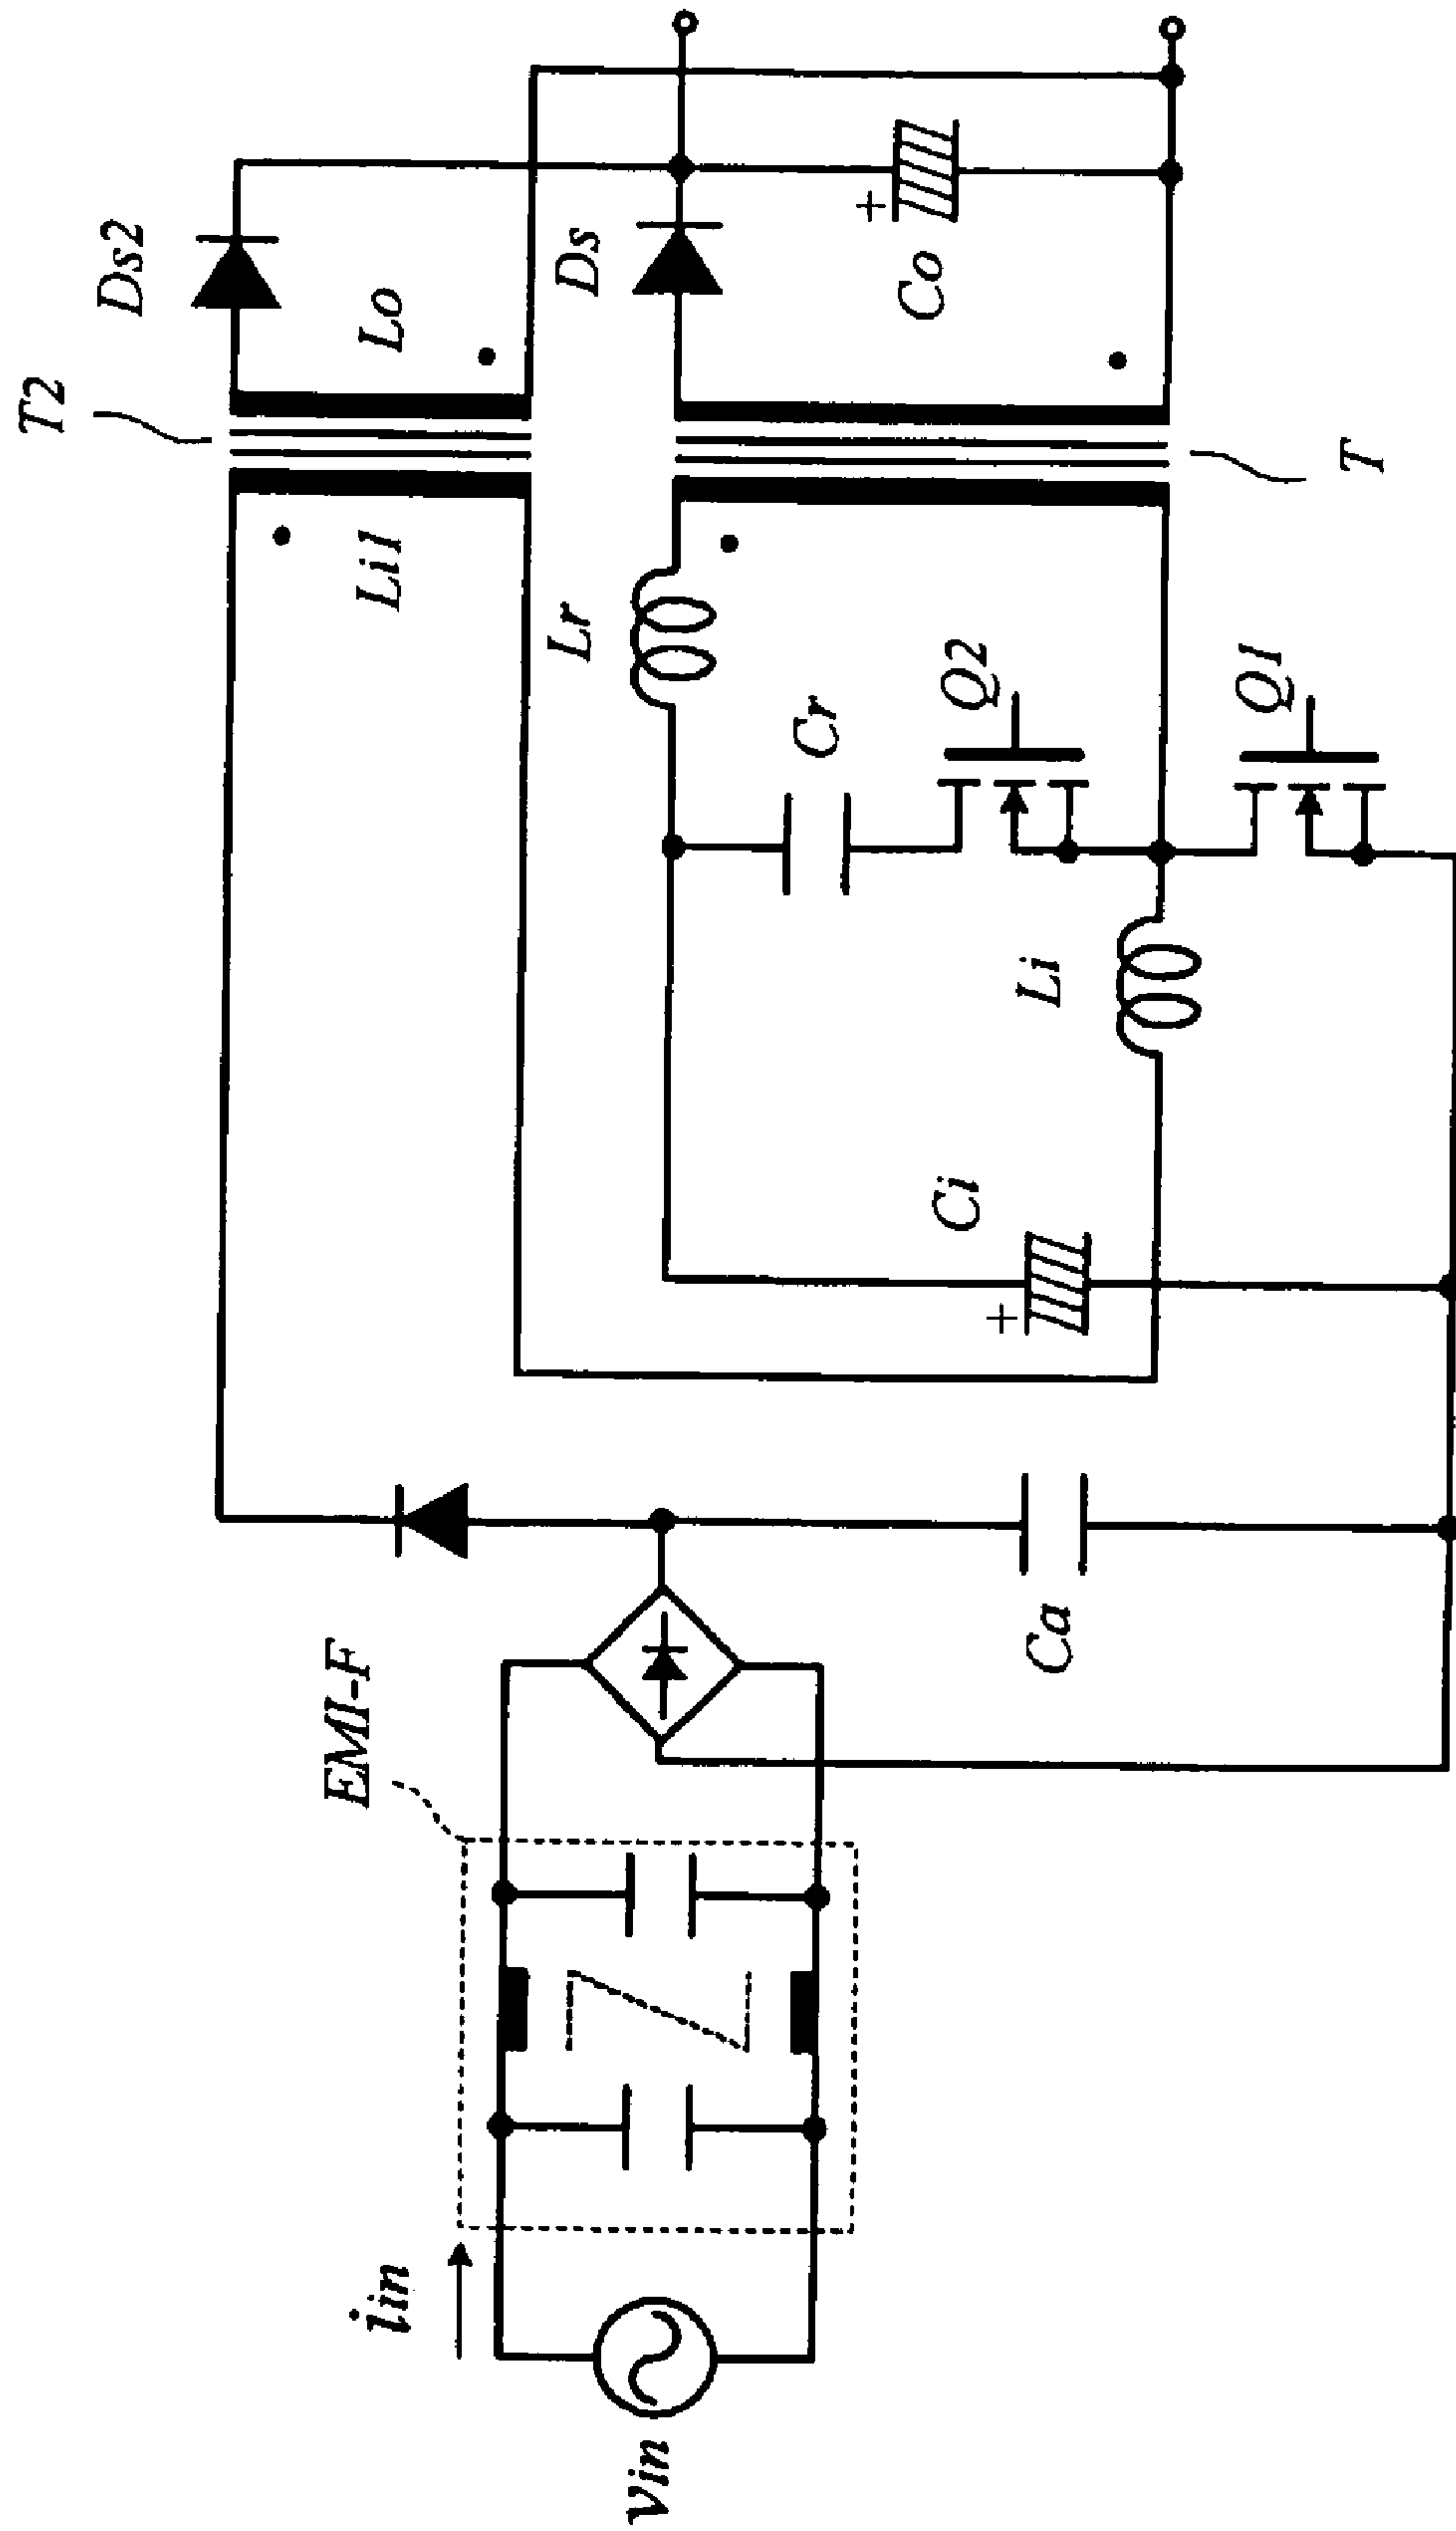 T2
Ds2
Li1
Lo
Lr
Ds
Cr
Q2
Co
+
Ci
+
Li
Q1
T
EMI-F
Ca
iin
vin